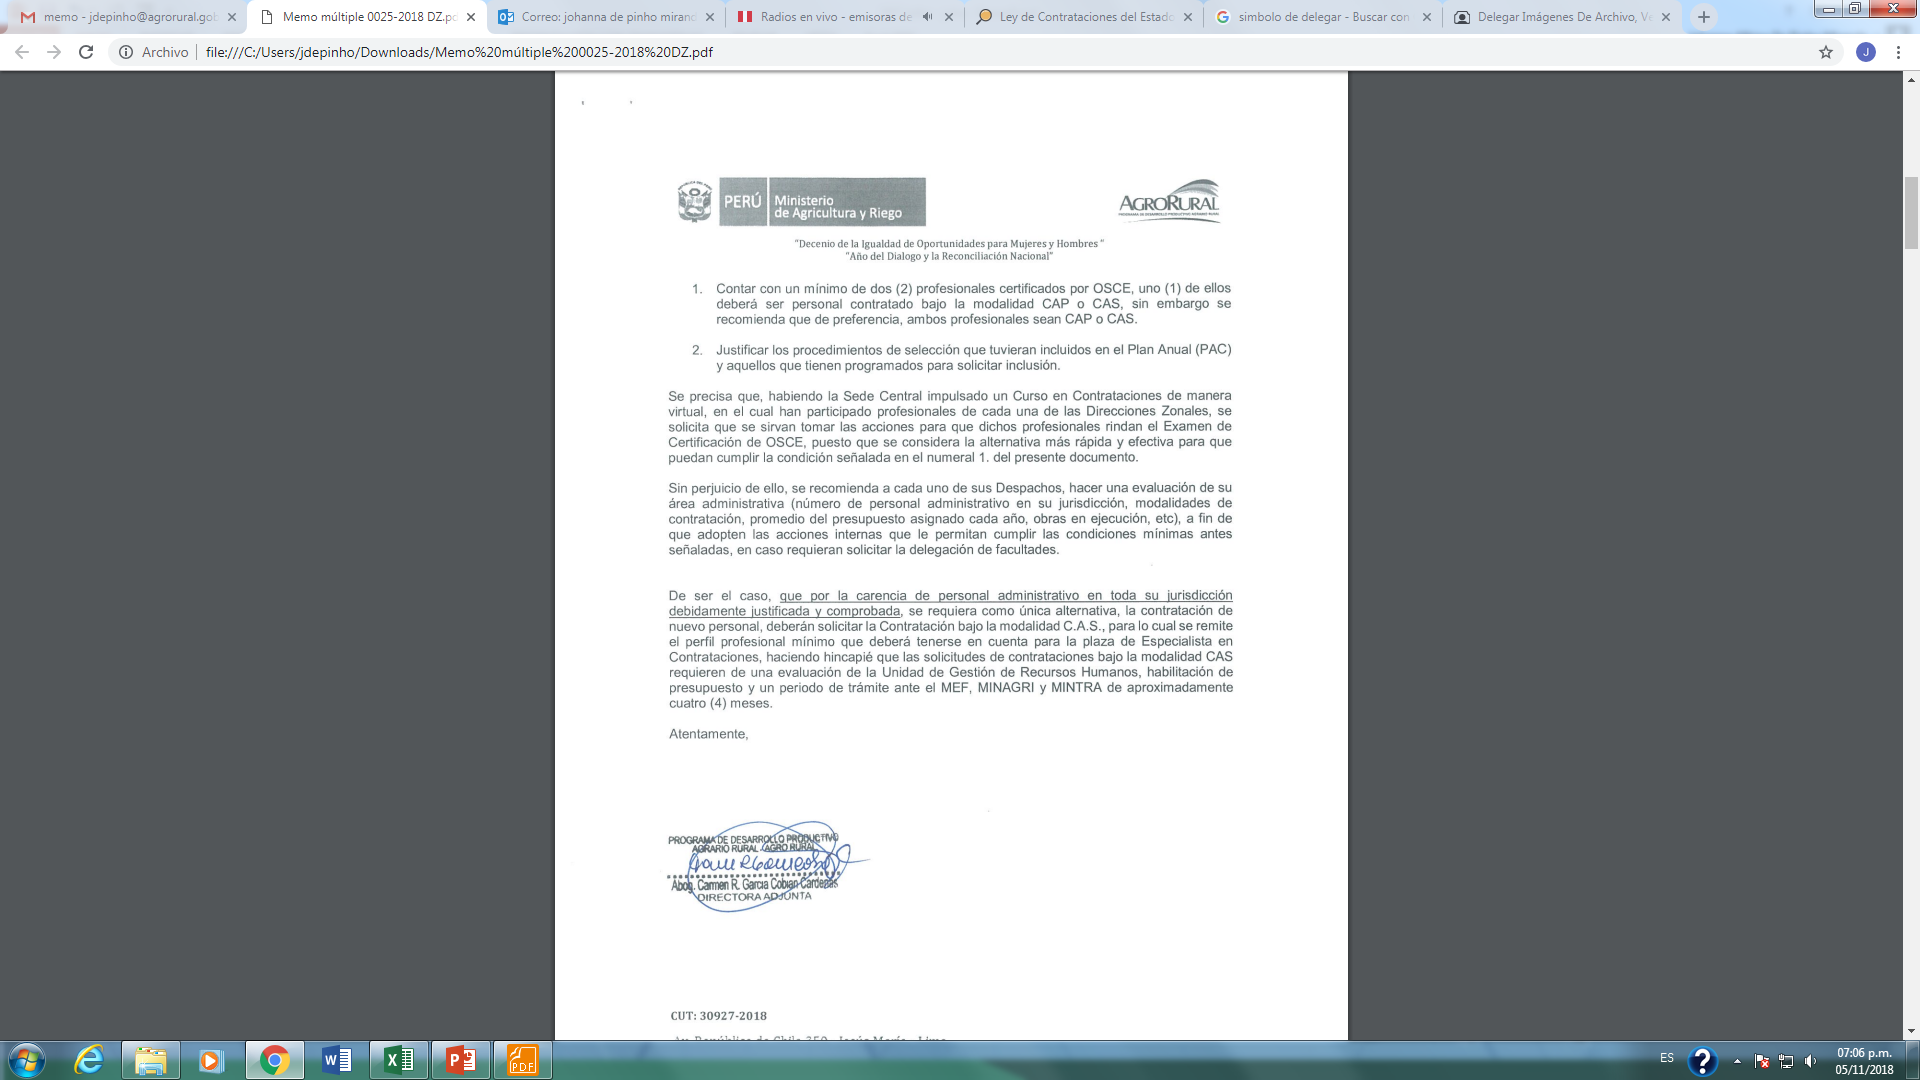 memo - jdepinho@agrorural.gob
Memo múltiple 0025-2018 DZ.pd
Correo: johanna de pinho miran
Radios en vivo - emisoras de
Ley de Contrataciones del Estado
simbolo de delegar - Buscar con
Delegar Imágenes De Archivo, Ve
Archivo
file:///C:/Users/jdepinho/Downloads/Memo%20múltiple%200025-2018%20DZ.pdf
J
PERÚ
Ministerio
de Agricultura y Riego
AGRORURAL
PROGRAMA DE DESARROLLO PRODUCTIVO AGRARIO RURAL
"Decenio de la Igualdad de Oportunidades para Mujeres y Hombres "
"Año del Dialogo y la Reconciliación Nacional"
1. Contar con un mínimo de dos (2) profesionales certificados por OSCE, uno (1) de ellos
deberá ser personal contratado bajo la modalidad CAP o CAS, sin embargo se
recomienda que de preferencia, ambos profesionales sean CAP o CAS.
2. Justificar los procedimientos de selección que tuvieran incluidos en el Plan Anual (PAC)
y aquellos que tienen programados para solicitar inclusión.
Se precisa que, habiendo la Sede Central impulsado un Curso en Contrataciones de manera
virtual, en el cual han participado profesionales de cada una de las Direcciones Zonales, se
solicita que se sirvan tomar las acciones para que dichos profesionales rindan el Examen de
Certificación de OSCE, puesto que se considera la alternativa más rápida y efectiva para que
puedan cumplir la condición señalada en el numeral 1. del presente documento.
Sin perjuicio de ello, se recomienda a cada uno de sus Despachos, hacer una evaluación de su
área administrativa (número de personal administrativo en su jurisdicción, modalidades de
contratación, promedio del presupuesto asignado cada año, obras en ejecución, etc), a fin de
que adopten las acciones internas que le permitan cumplir las condiciones mínimas antes
señaladas, en caso requieran solicitar la delegación de facultades.
De ser el caso, que por la carencia de personal administrativo en toda su jurisdicción
debidamente justificada y comprobada, se requiera como única alternativa, la contratación de
nuevo personal, deberán solicitar la Contratación bajo la modalidad C.A.S., para lo cual se remite
el perfil profesional mínimo que deberá tenerse en cuenta para la plaza de Especialista en
Contrataciones, haciendo hincapié que las solicitudes de contrataciones bajo la modalidad CAS
requieren de una evaluación de la Unidad de Gestión de Recursos Humanos, habilitación de
presupuesto y un periodo de trámite ante el MEF, MINAGRI y MINTRA de aproximadamente
cuatro (4) meses.
Atentamente,
PROGRAMA DE DESARROLLO PRODUCTIVO
AGRARIO RURAL - AGRO RURAL
Abog. Carmen R. García Cobian Cárdenas
DIRECTORA ADJUNTA
CUT: 30927-2018
Av. República de Chile 350 - Jesús María - Lima
ES
07:06 p.m.
05/11/2018